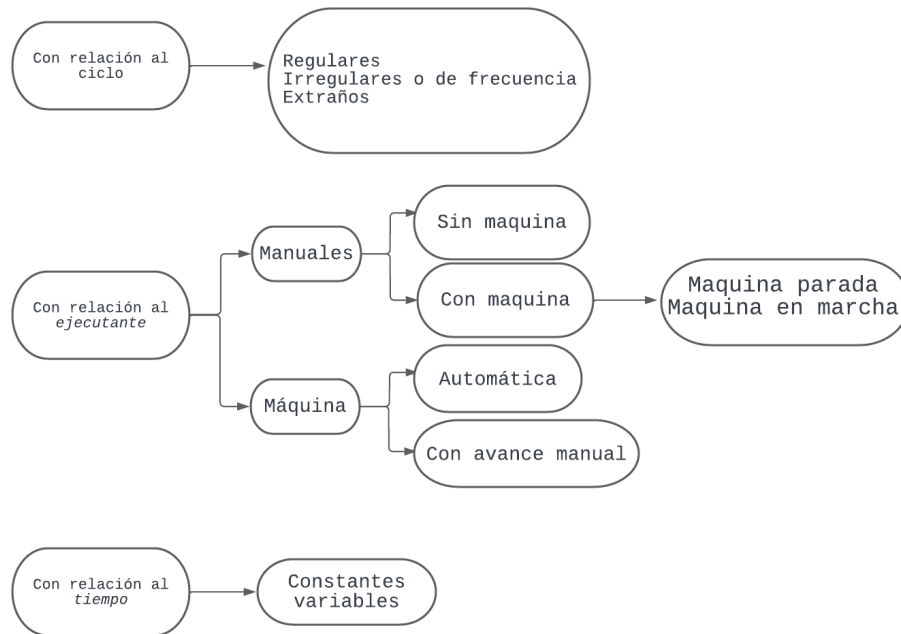 Con relación al
ciclo
Regulares
Irregulares o de frecuencia
Extraños
Con relación al
ejecutante
Manuales
Sin maquina
Con maquina
Maquina parada
Maquina en marcha
Máquina
Automática
Con avance manual
Con relación al
tiempo
Constantes
variables